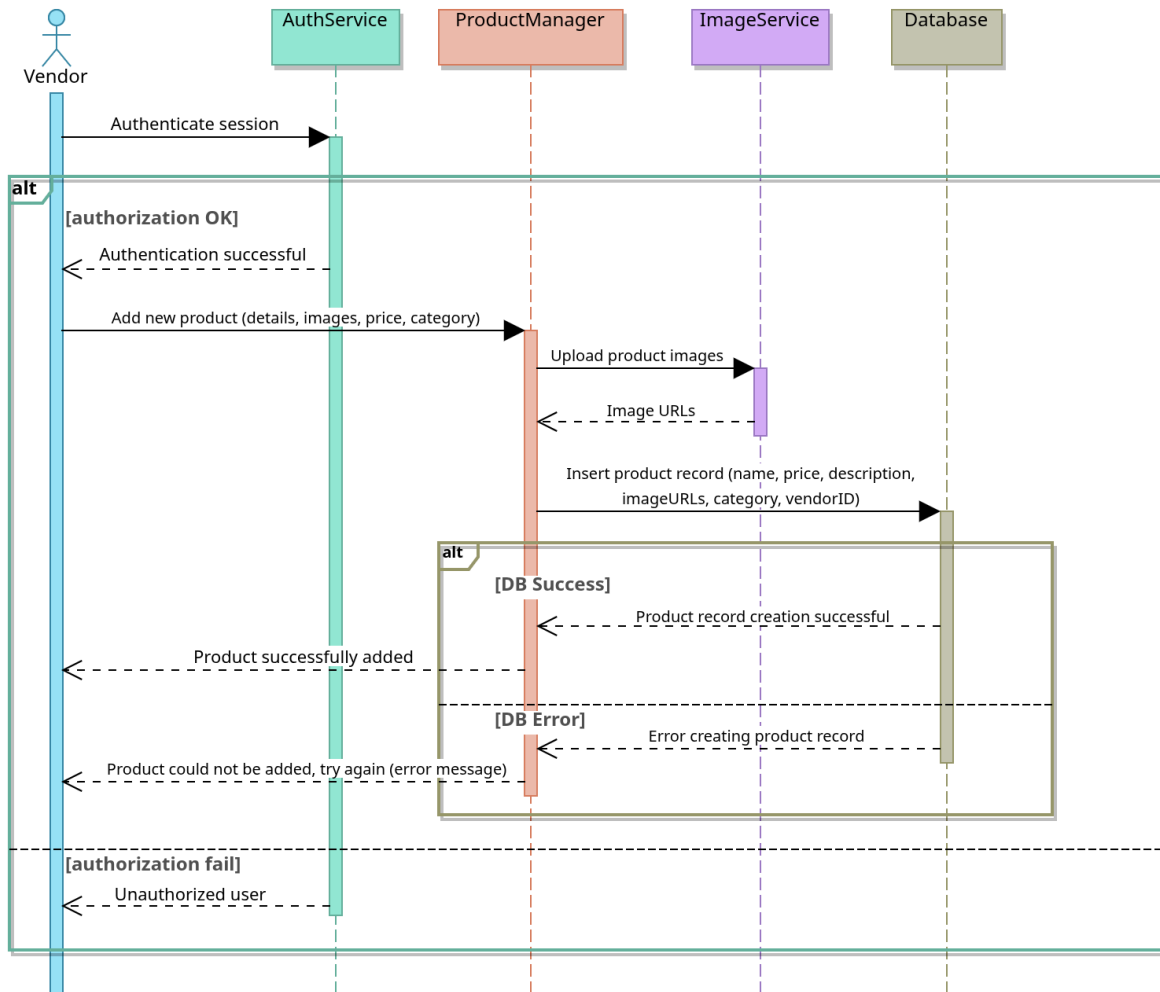 AuthService
ProductManager
ImageService
Database
Vendor
Authenticate session
alt
[authorization OK]
Authentication successful
Add new product (details, images, price, category)
Upload product images
Image URLs
Insert product record (name, price, description,
imageURLs, category, vendorID)
alt
[DB Success]
Product record creation successful
Product successfully added
[DB Error]
Error creating product record
Product could not be added, try again (error message)
[authorization fail]
Unauthorized user